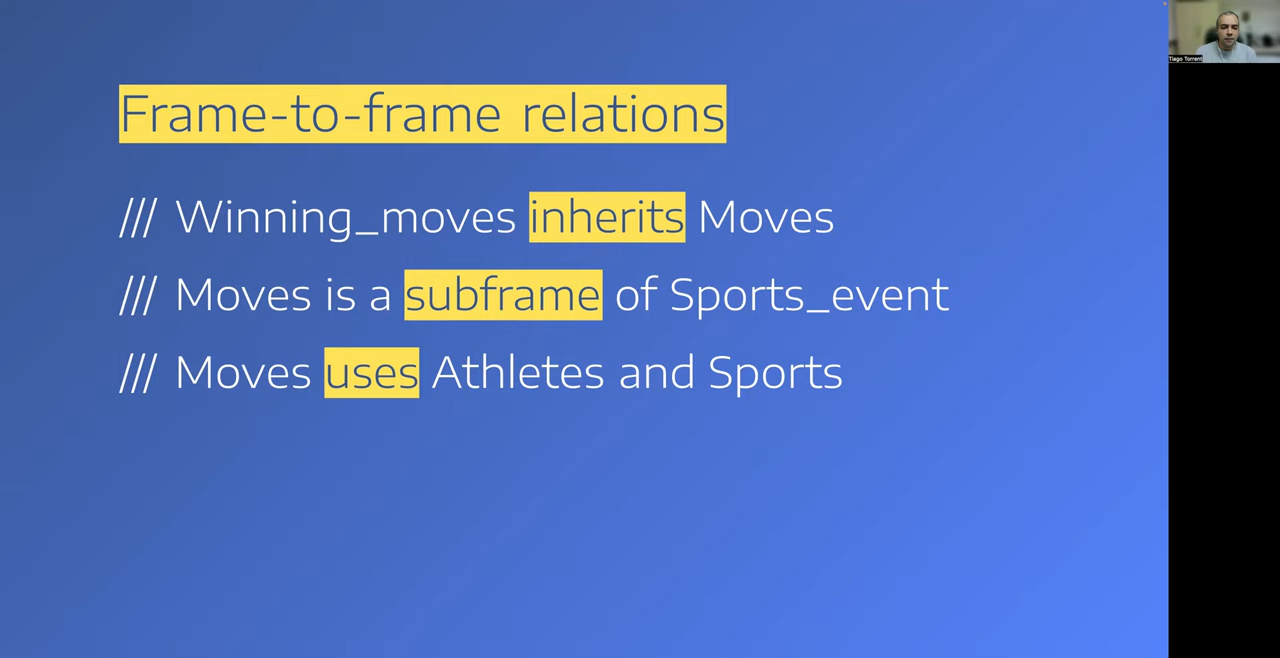 Frame-to-frame relations
/// Winning_moves inherits Moves
/// Moves is a subframe of Sports_event
/// Moves uses Athletes and Sports
Tiago Torrent